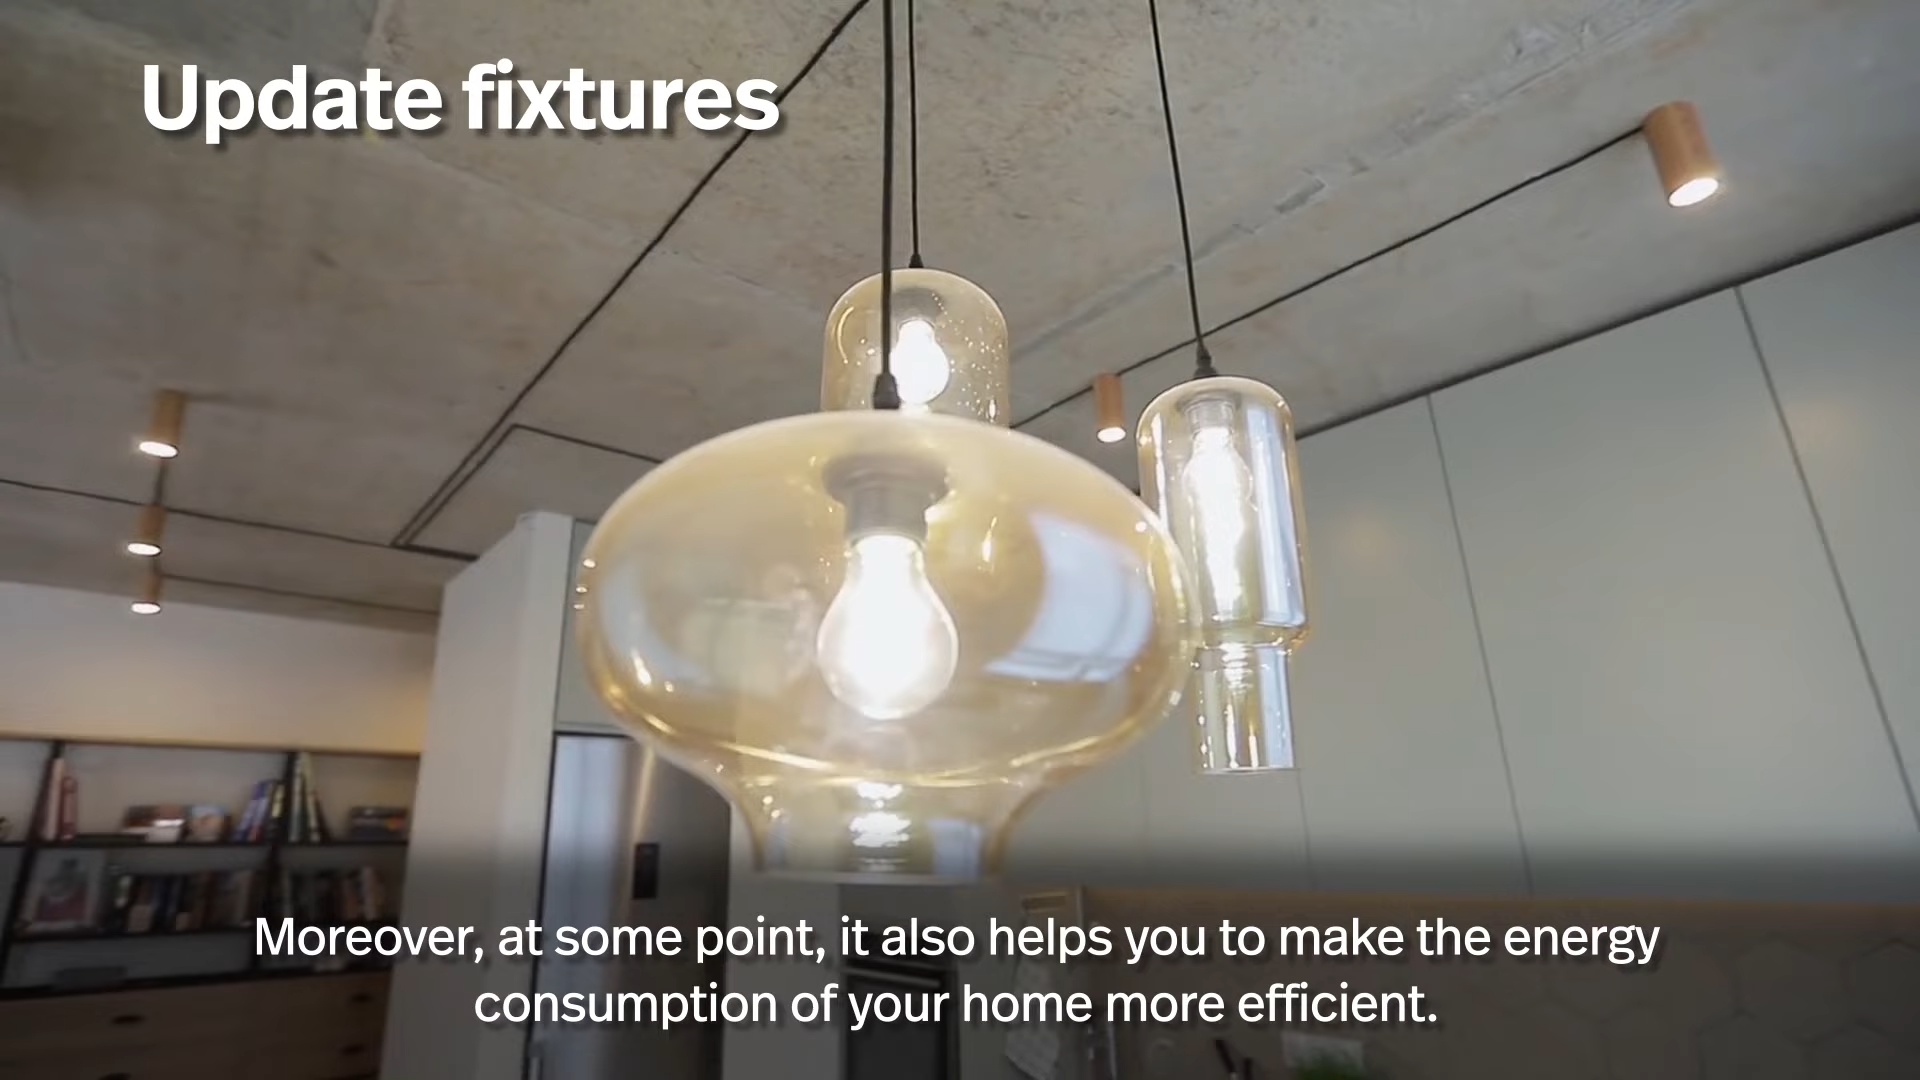 Update fixtures
Moreover, at some point, it also helps you to make the energy
consumption of your home more efficient.